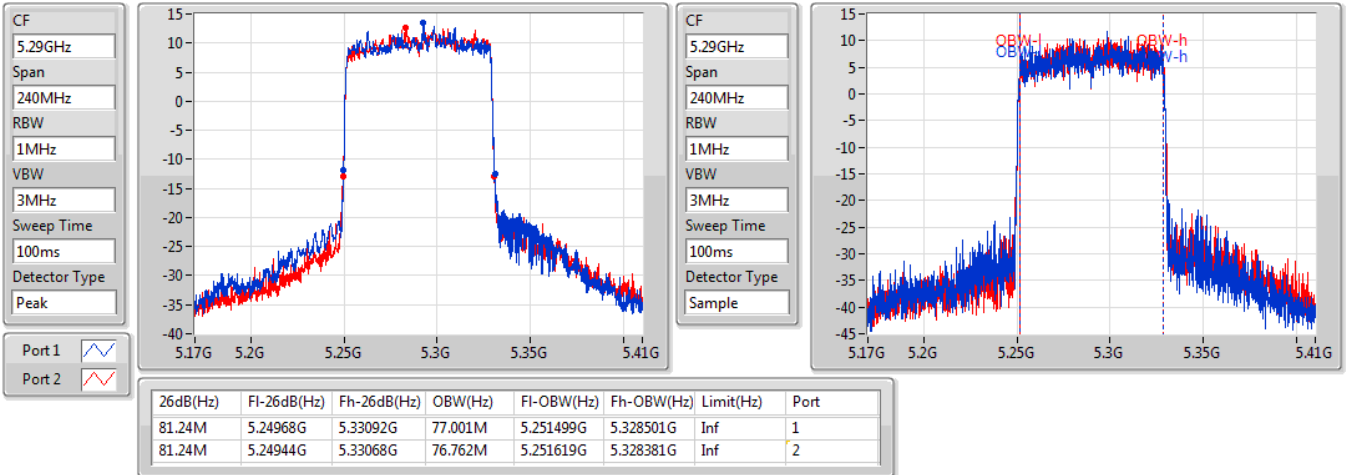 CF
5.29GHz
Span
240MHz
RBW
1MHz
VBW
3MHz
Sweep Time
100ms
Detector Type
Peak
Port 1
Port 2
15
10
5
0
-5
-10
-15
-20
-25
-30
-35
-40
5.17G 5.2G 5.25G 5.3G 5.35G 5.41G
CF
5.29GHz
Span
240MHz
RBW
1MHz
VBW
3MHz
Sweep Time
100ms
Detector Type
Sample
15
10
5
0
-5
-10
-15
-20
-25
-30
-35
-40
-45
OBW-l OBW-h
5.17G 5.2G 5.25G 5.3G 5.35G 5.41G
26dB(Hz) Fl-26dB(Hz) Fh-26dB(Hz) OBW(Hz) Fl-OBW(Hz) Fh-OBW(Hz) Limit(Hz) Port
81.24M 5.24968G 5.33092G 77.001M 5.251499G 5.328501G Inf 1
81.24M 5.24944G 5.33068G 76.762M 5.251619G 5.328381G Inf 2